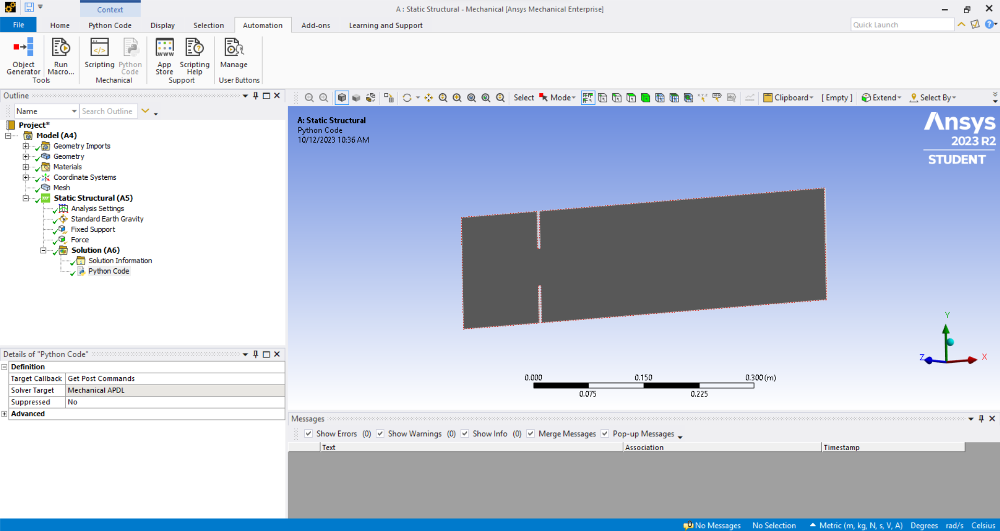 Context
A : Static Structural - Mechanical [Ansys Mechanical Enterprise]
File Home Python Code Display Selection Automation Add-ons Learning and Support
Quick Launch
Object Generator
Run Macro...
Tools
Scripting
Python Code
Mechanical
App Store
Scripting Help
Support
Manage
User Buttons
Outline
Name
Search Outline
Project*
Model (A4)
Geometry Imports
Geometry
Materials
Coordinate Systems
Mesh
Static Structural (A5)
Analysis Settings
Standard Earth Gravity
Fixed Support
Force
Solution (A6)
Solution Information
Python Code
Details of "Python Code"
Definition
Target Callback Get Post Commands
Solver Target Mechanical APDL
Suppressed No
Advanced
Select Mode Clipboard [ Empty ] Extend Select By
A: Static Structural
Python Code
10/12/2023 10:36 AM
Ansys
2023 R2
STUDENT
Y
Z
X
0.000 0.150 0.300 (m)
0.075 0.225
Messages
Show Errors (0) Show Warnings (0) Show Info (0) Merge Messages Pop-up Messages
Text Association Timestamp
No Messages No Selection Metric (m, kg, N, s, V, A) Degrees rad/s Celsius